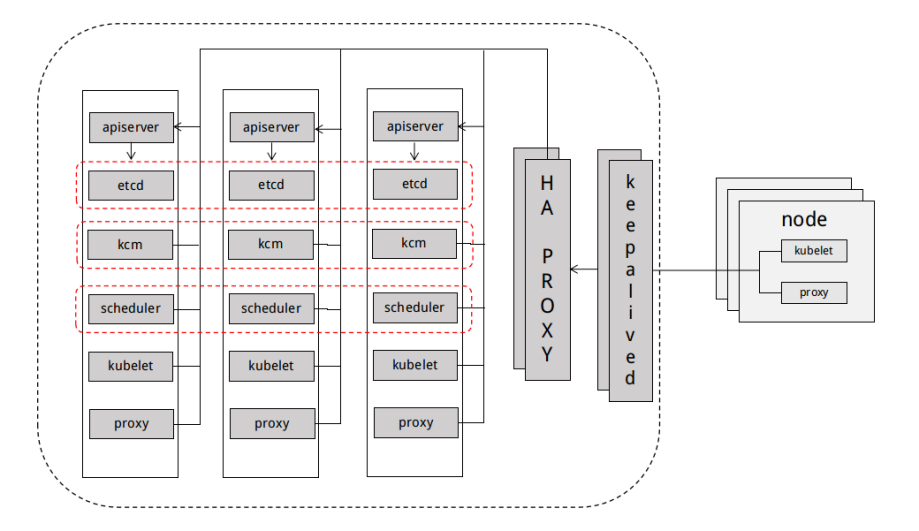 apiserver
etcd
kcm
scheduler
kubelet
proxy
apiserver
etcd
kcm
scheduler
kubelet
proxy
apiserver
etcd
kcm
scheduler
kubelet
proxy
HA PROXY
keepalived
node
kubelet
proxy